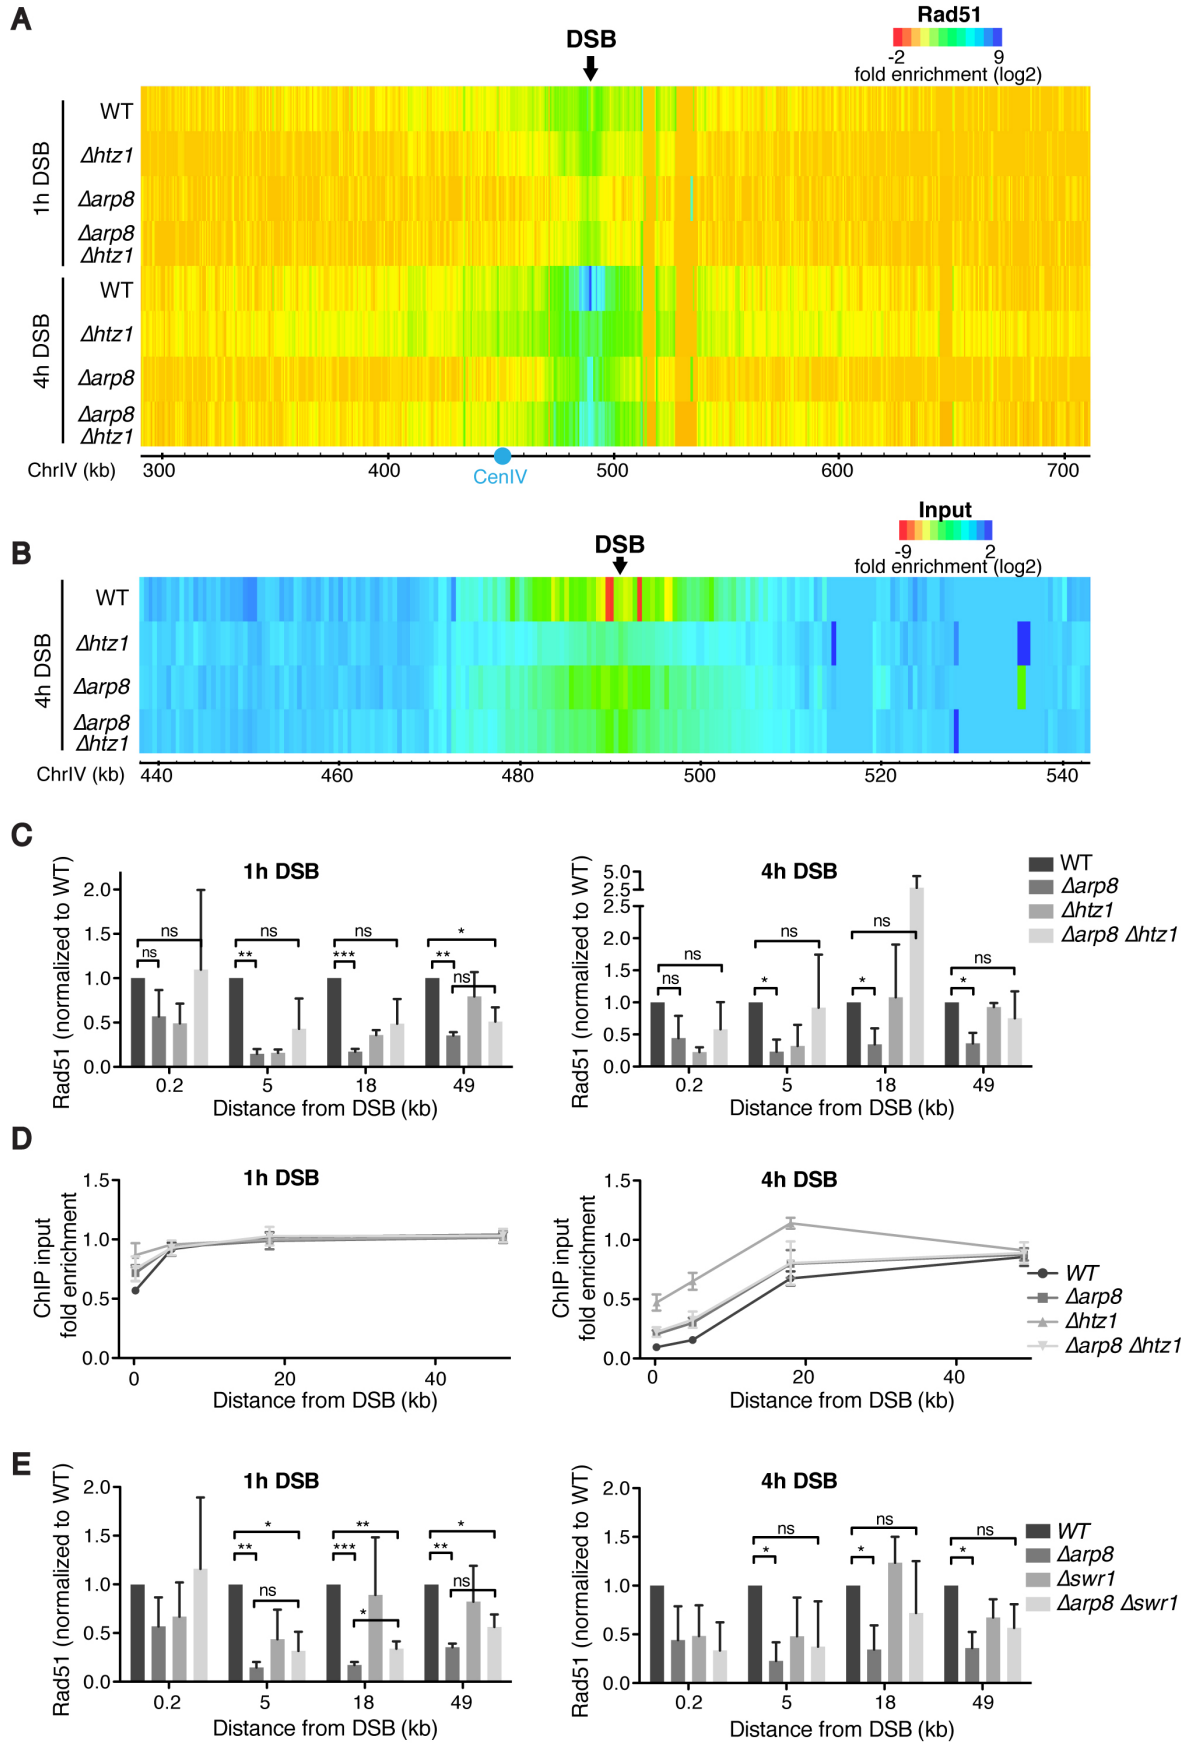 A
Rad51
-2 9
fold enrichment (log2)
DSB
1h DSB
WT
Δhtz1
Δarp8
Δarp8
Δhtz1
4h DSB
WT
Δhtz1
Δarp8
Δarp8
Δhtz1
ChrIV (kb)
300 400 500 600 700
CenIV
B
Input
-9 2
fold enrichment (log2)
DSB
4h DSB
WT
Δhtz1
Δarp8
Δarp8
Δhtz1
ChrIV (kb)
440 460 480 500 520 540
C
1h DSB
Rad51 (normalized to WT)
2.0
1.5
1.0
0.5
0.0
ns ns
** ns
*** ns
** ns *
0.2 5 18 49
Distance from DSB (kb)
4h DSB
Rad51 (normalized to WT)
5.0
2.5
2.5
2.0
1.5
1.0
0.5
0.0
ns ns
* ns
* ns
* ns
0.2 5 18 49
Distance from DSB (kb)
WT
Δarp8
Δhtz1
Δarp8 Δhtz1
D
1h DSB
ChIP input
fold enrichment
1.5
1.0
0.5
0.0
0 20 40
Distance from DSB (kb)
4h DSB
ChIP input
fold enrichment
1.5
1.0
0.5
0.0
0 20 40
Distance from DSB (kb)
WT
Δarp8
Δhtz1
Δarp8 Δhtz1
E
1h DSB
Rad51 (normalized to WT)
2.0
1.5
1.0
0.5
0.0
** * ns
*** ** *
** * ns
0.2 5 18 49
Distance from DSB (kb)
4h DSB
Rad51 (normalized to WT)
2.0
1.5
1.0
0.5
0.0
* ns
* ns
* ns
0.2 5 18 49
Distance from DSB (kb)
WT
Δarp8
Δswr1
Δarp8 Δswr1